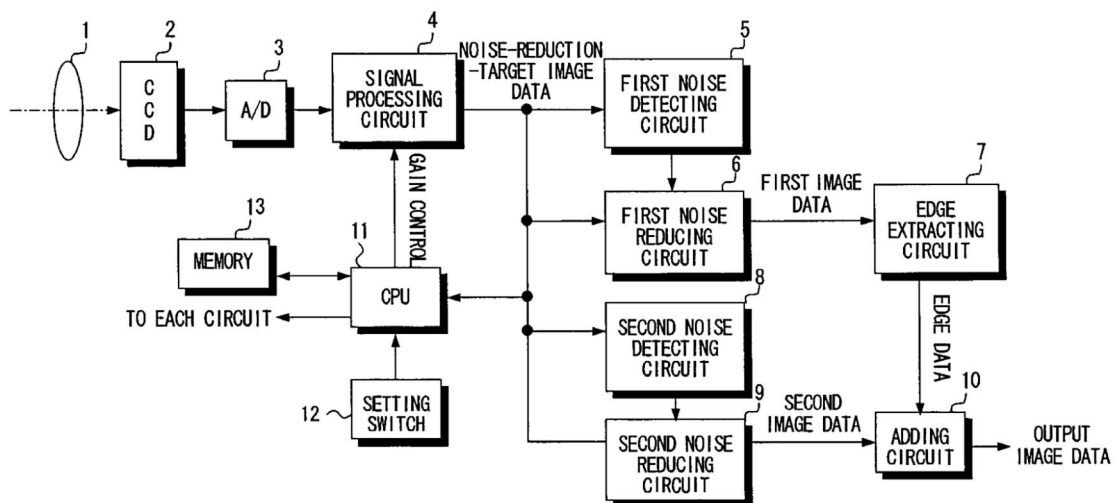 1
2
C
C
D
3
A/D
4
SIGNAL
PROCESSING
CIRCUIT
NOISE-REDUCTION
-TARGET IMAGE
DATA
5
FIRST NOISE
DETECTING
CIRCUIT
6
FIRST NOISE
REDUCING
CIRCUIT
FIRST IMAGE
DATA
7
EDGE
EXTRACTING
CIRCUIT
GAIN CONTROL
13
MEMORY
11
CPU
TO EACH CIRCUIT
12
SETTING
SWITCH
8
SECOND NOISE
DETECTING
CIRCUIT
EDGE DATA
9
SECOND NOISE
REDUCING
CIRCUIT
SECOND
IMAGE DATA
10
ADDING
CIRCUIT
OUTPUT
IMAGE DATA